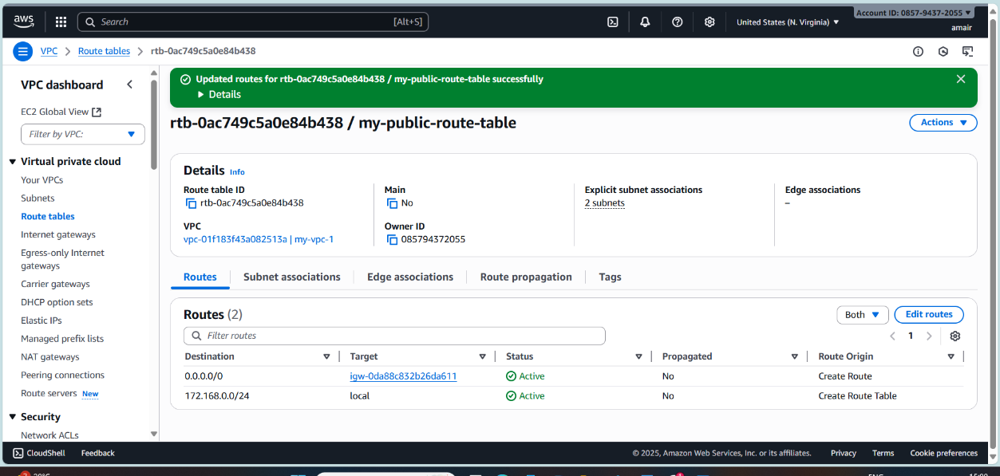 aws
Search [Alt+S]
United States (N. Virginia)
Account ID: 0857-9437-2055
amair
VPC
Route tables
rtb-0ac749c5a0e84b438
VPC dashboard
EC2 Global View
Filter by VPC:
Virtual private cloud
Your VPCs
Subnets
Route tables
Internet gateways
Egress-only Internet
gateways
Carrier gateways
DHCP option sets
Elastic IPs
Managed prefix lists
NAT gateways
Peering connections
Route servers New
Security
Network ACLs
Updated routes for rtb-0ac749c5a0e84b438 / my-public-route-table successfully
Details
rtb-0ac749c5a0e84b438 / my-public-route-table
Actions
Details Info
Route table ID
rtb-0ac749c5a0e84b438
Main
No
Explicit subnet associations
2 subnets
Edge associations
–
VPC
vpc-01f183f43a082513a | my-vpc-1
Owner ID
085794372055
Routes
Subnet associations
Edge associations
Route propagation
Tags
Routes (2)
Both
Edit routes
Filter routes
1
Destination Target Status Propagated Route Origin
0.0.0.0/0 igw-0da88c832b26da611 Active No Create Route
172.168.0.0/24 local Active No Create Route Table
CloudShell Feedback
© 2025, Amazon Web Services, Inc. or its affiliates. Privacy Terms Cookie preferences